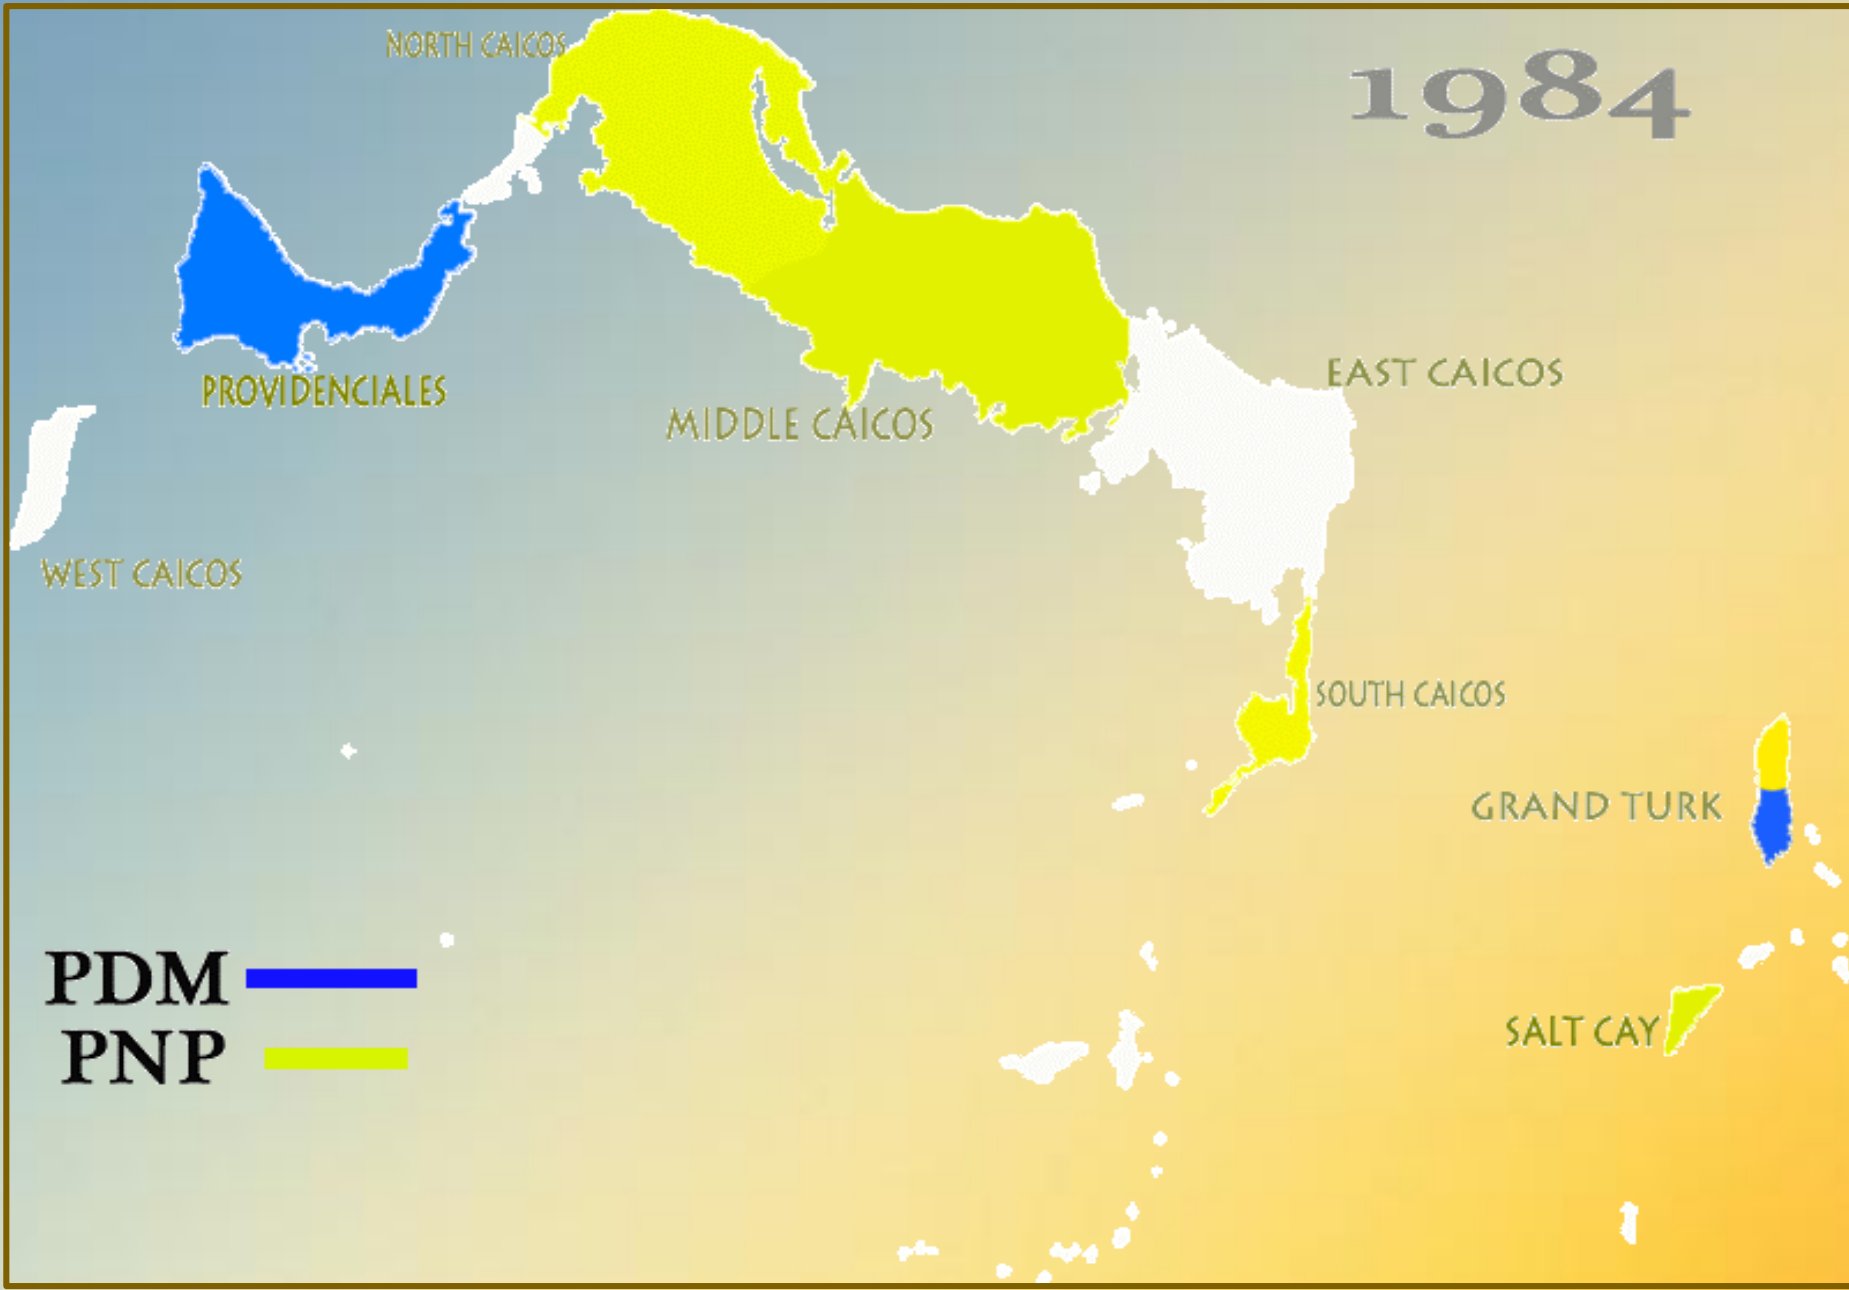 NORTH CAICOS
1984
PROVIDENCIALES
EAST CAICOS
MIDDLE CAICOS
WEST CAICOS
SOUTH CAICOS
GRAND TURK
PDM
SALT CAY
PNP